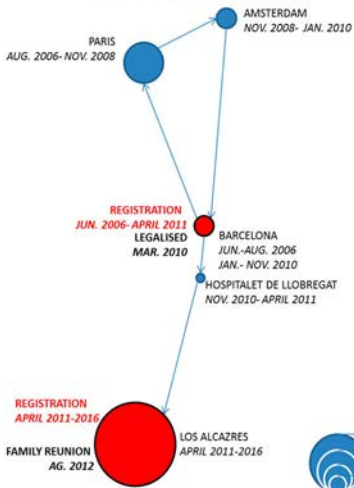 AMSTERDAM
NOV. 2008- JAN. 2010
PARIS
AUG. 2006- NOV. 2008
REGISTRATION
JUN. 2006- APRIL 2011
LEGALISED
MAR. 2010
BARCELONA
JUN.-AUG. 2006
JAN.- NOV. 2010
HOSPITALET DE LLOBREGAT
NOV. 2010- APRIL 2011
REGISTRATION
APRIL 2011-2016
FAMILY REUNION
AG. 2012
LOS ALCAZRES
APRIL 2011-2016